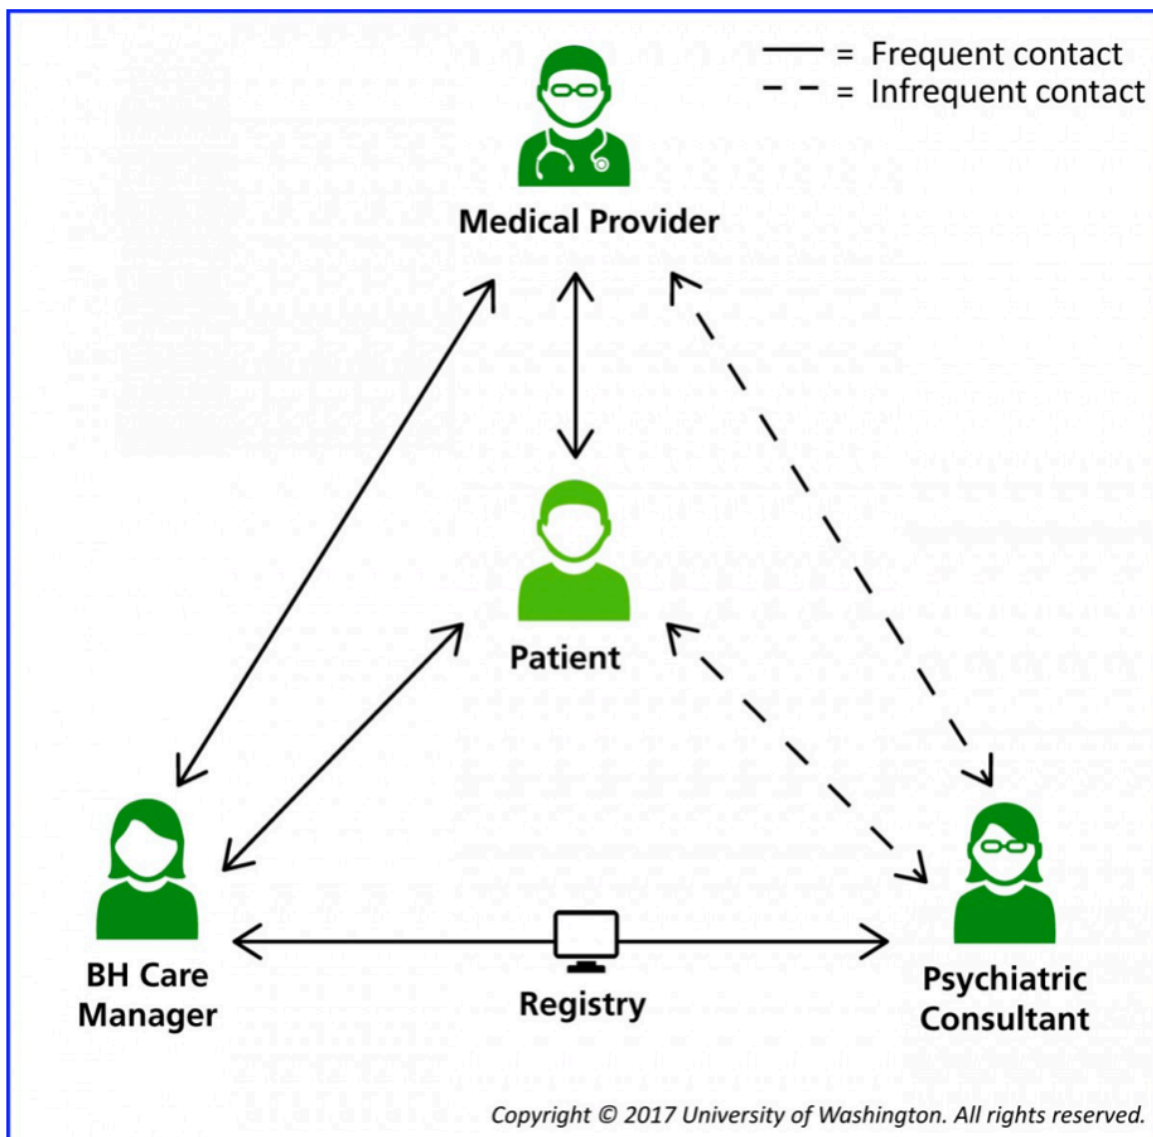 — = Frequent contact
– – = Infrequent contact
Medical Provider
Patient
BH Care
Manager
Registry
Psychiatric
Consultant
Copyright © 2017 University of Washington. All rights reserved.